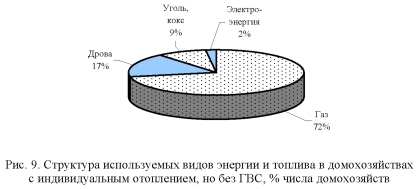 Уголь,
кокс
9%
Электро-
энергия
2%
Дрова
17%
Газ
72%
Рис. 9. Структура используемых видов энергии и топлива в домохозяйствах
с индивидуальным отоплением, но без ГВС, % числа домохозяйств